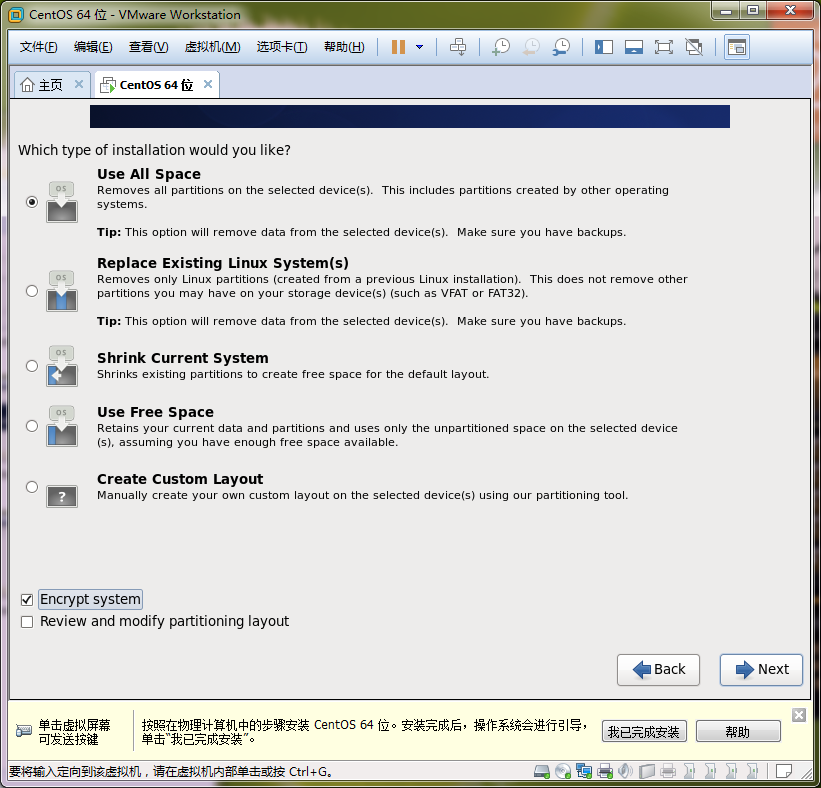 CentOS 64 位 - VMware Workstation
文件(F) 编辑(E) 查看(V) 虚拟机(M) 选项卡(T) 帮助(H)
主页 CentOS 64 位
Which type of installation would you like?
Use All Space
Removes all partitions on the selected device(s). This includes partitions created by other operating
systems.
Tip: This option will remove data from the selected device(s). Make sure you have backups.
OS
Replace Existing Linux System(s)
Removes only Linux partitions (created from a previous Linux installation). This does not remove other
partitions you may have on your storage device(s) (such as VFAT or FAT32).
Tip: This option will remove data from the selected device(s). Make sure you have backups.
OS
Shrink Current System
Shrinks existing partitions to create free space for the default layout.
OS
Use Free Space
Retains your current data and partitions and uses only the unpartitioned space on the selected device
(s), assuming you have enough free space available.
OS
Create Custom Layout
Manually create your own custom layout on the selected device(s) using our partitioning tool.
?
Encrypt system
Review and modify partitioning layout
Back Next
单击虚拟屏幕
可发送按键
按照在物理计算机中的步骤安装 CentOS 64 位。安装完成后，操作系统会进行引导，
单击“我已完成安装”。
我已完成安装 帮助
要将输入定向到该虚拟机，请在虚拟机内部单击或按 Ctrl+G。